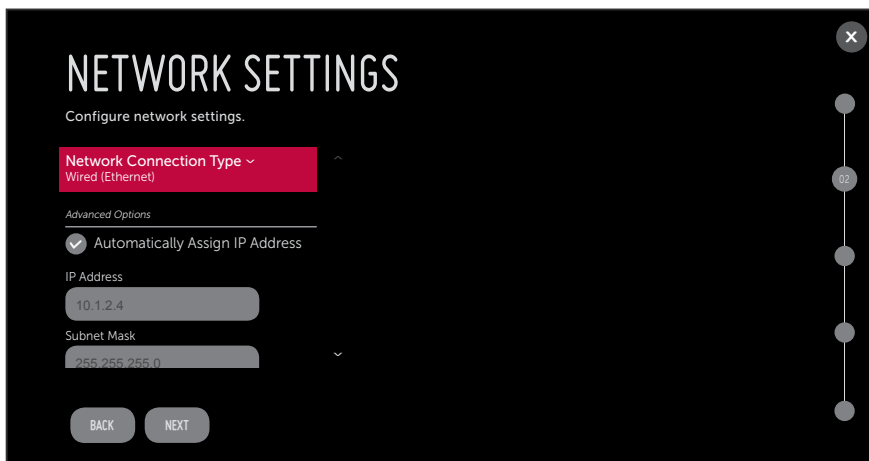 NETWORK SETTINGS
X
Configure network settings.
Network Connection Type
Wired (Ethernet)
02
Advanced Options
Automatically Assign IP Address
IP Address
10.1.2.4
Subnet Mask
255.255.255.0
BACK
NEXT